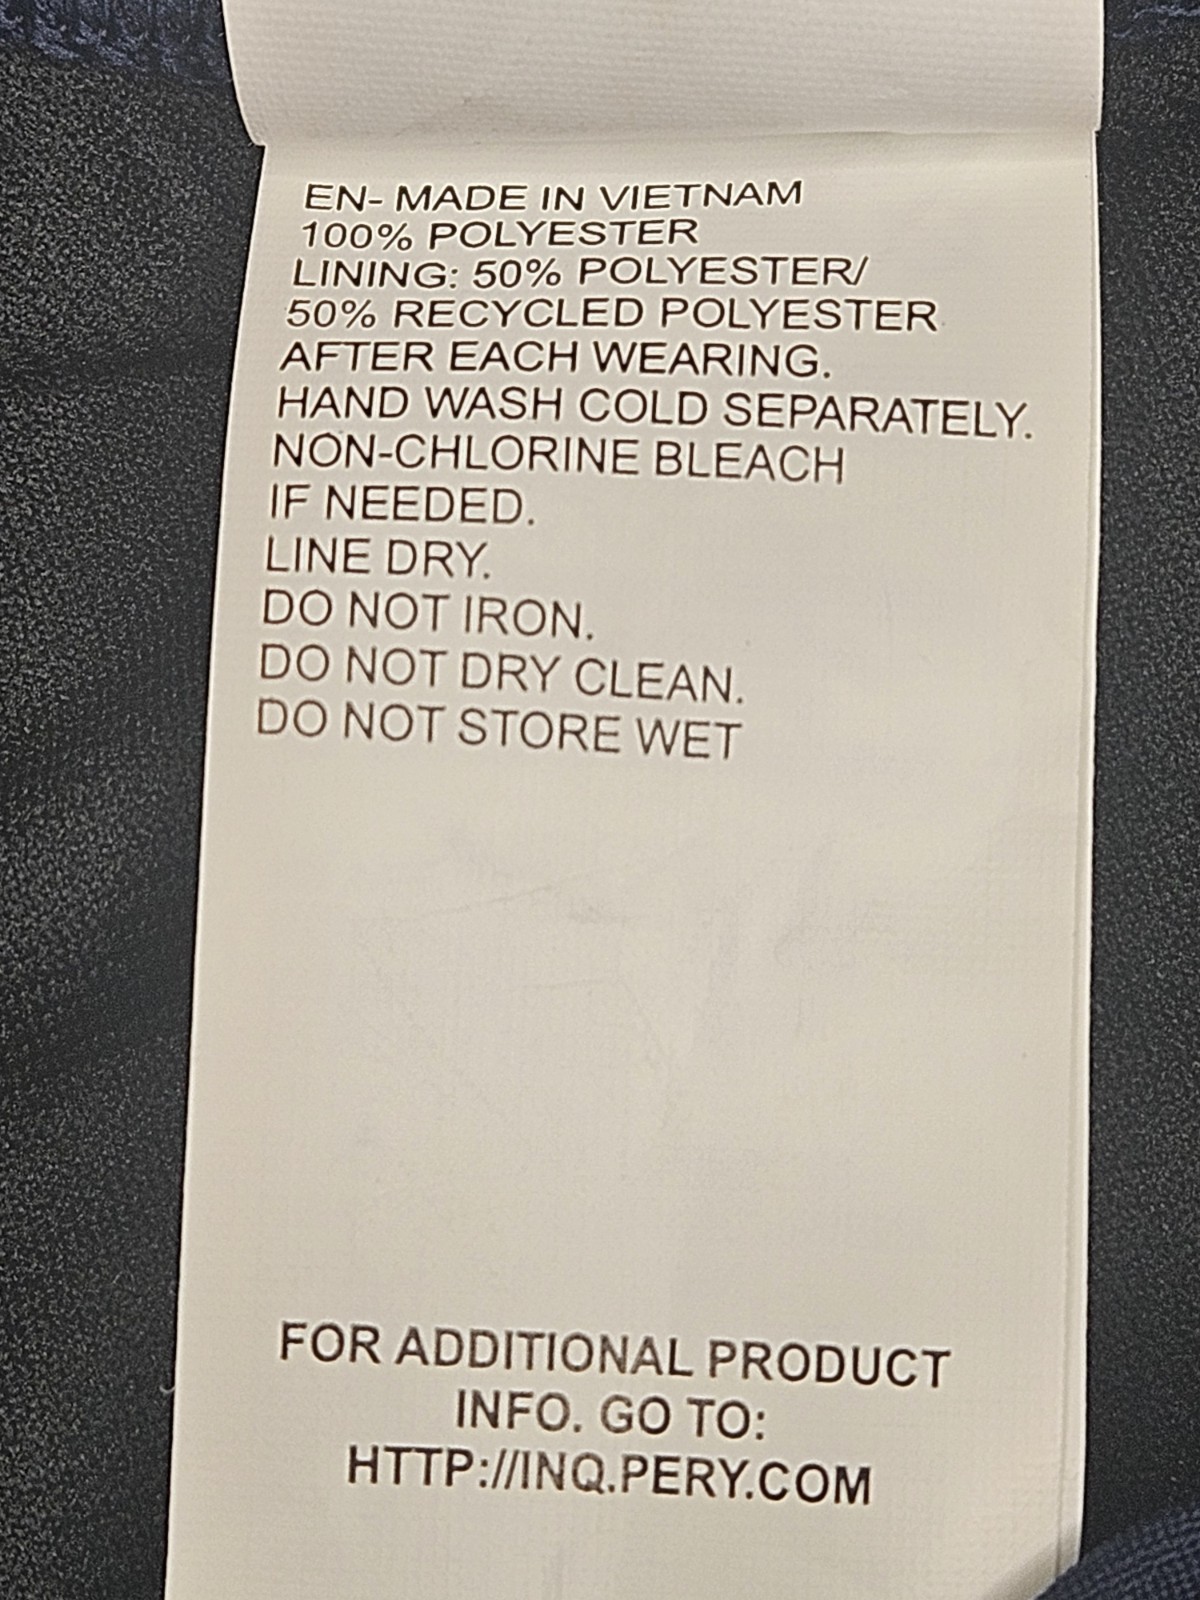 EN- MADE IN VIETNAM
100% POLYESTER
LINING: 50% POLYESTER/
50% RECYCLED POLYESTER
AFTER EACH WEARING.
HAND WASH COLD SEPARATELY.
NON-CHLORINE BLEACH
IF NEEDED.
LINE DRY.
DO NOT IRON.
DO NOT DRY CLEAN.
DO NOT STORE WET
FOR ADDITIONAL PRODUCT
INFO. GO TO:
HTTP://INQ.PERY.COM